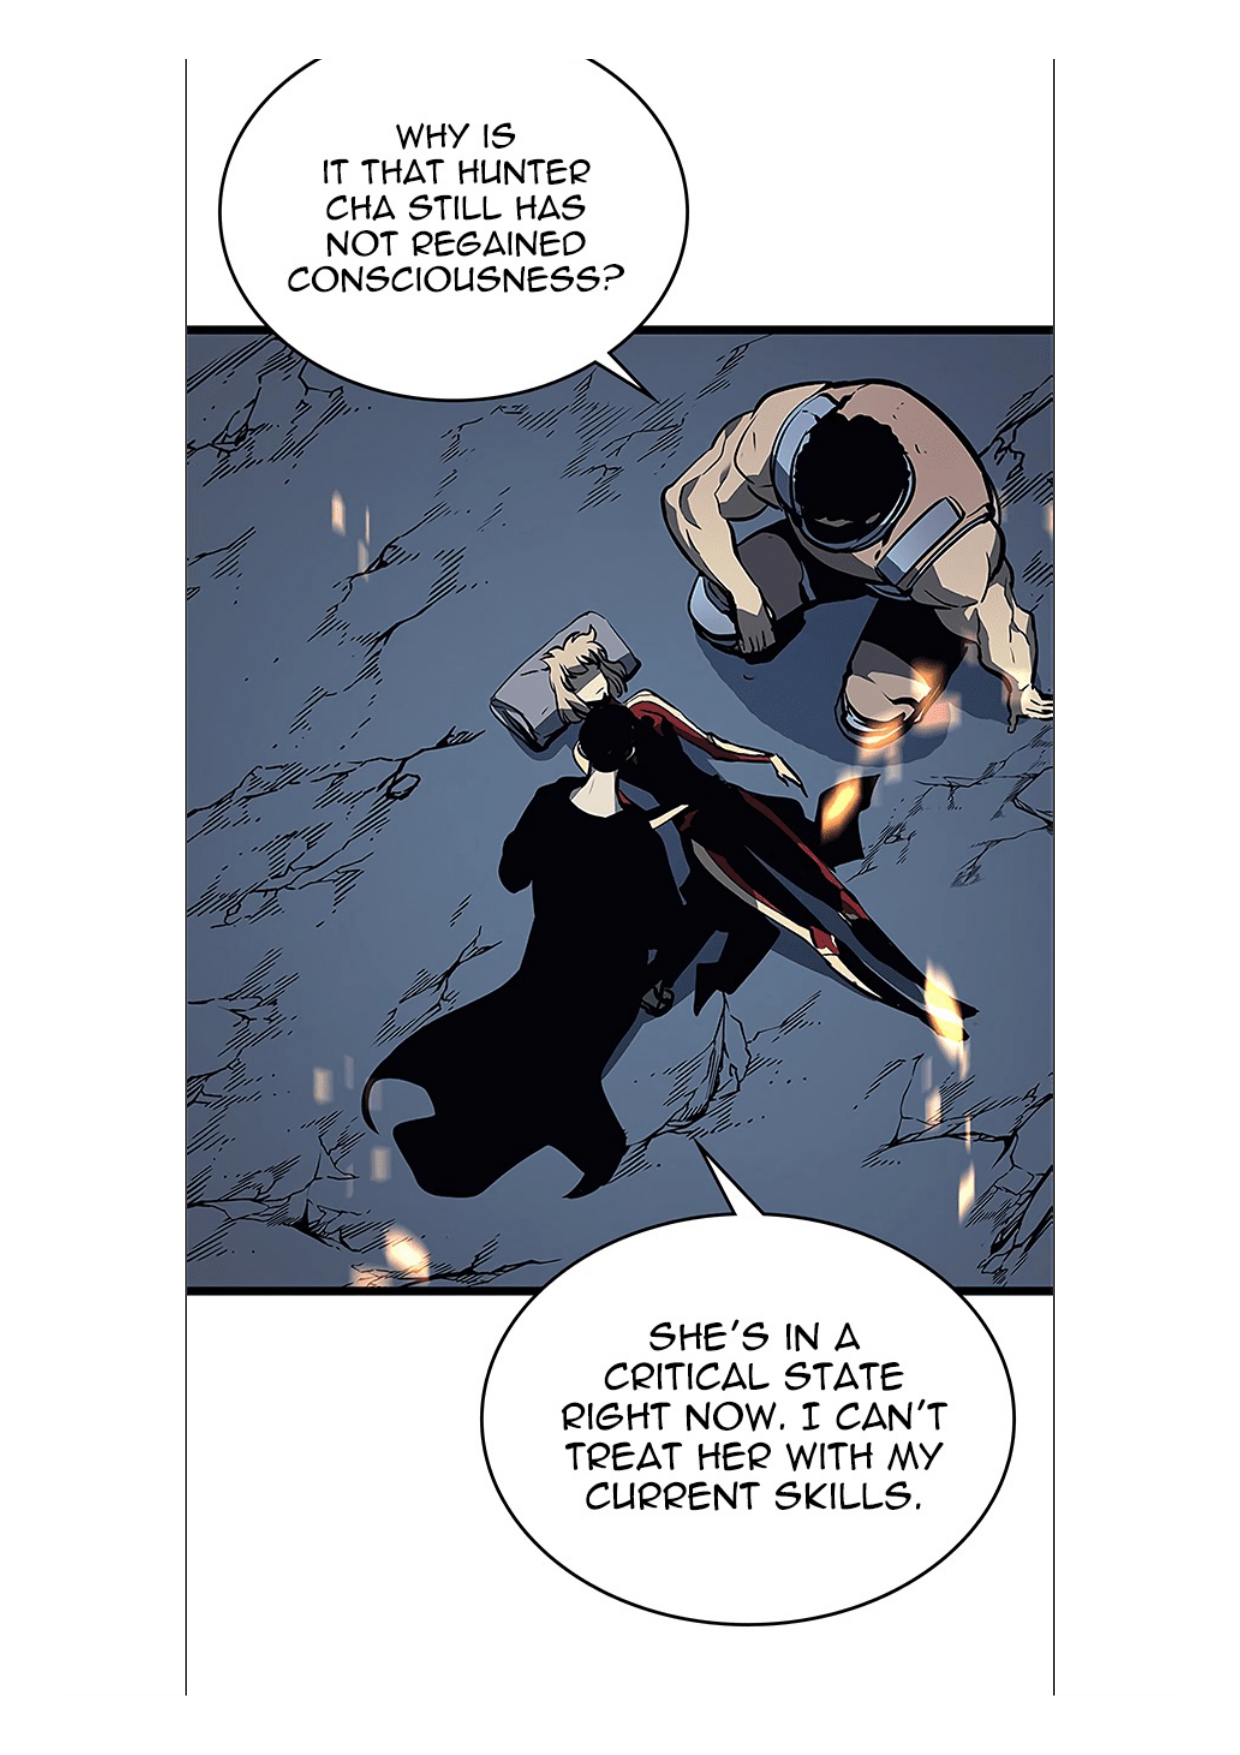 WHY IS
IT THAT HUNTER
CHA STILL HAS
NOT REGAINED
CONSCIOUSNESS?
SHE'S IN A
CRITICAL STATE
RIGHT NOW. I CAN'T
TREAT HER WITH MY
CURRENT SKILLS.